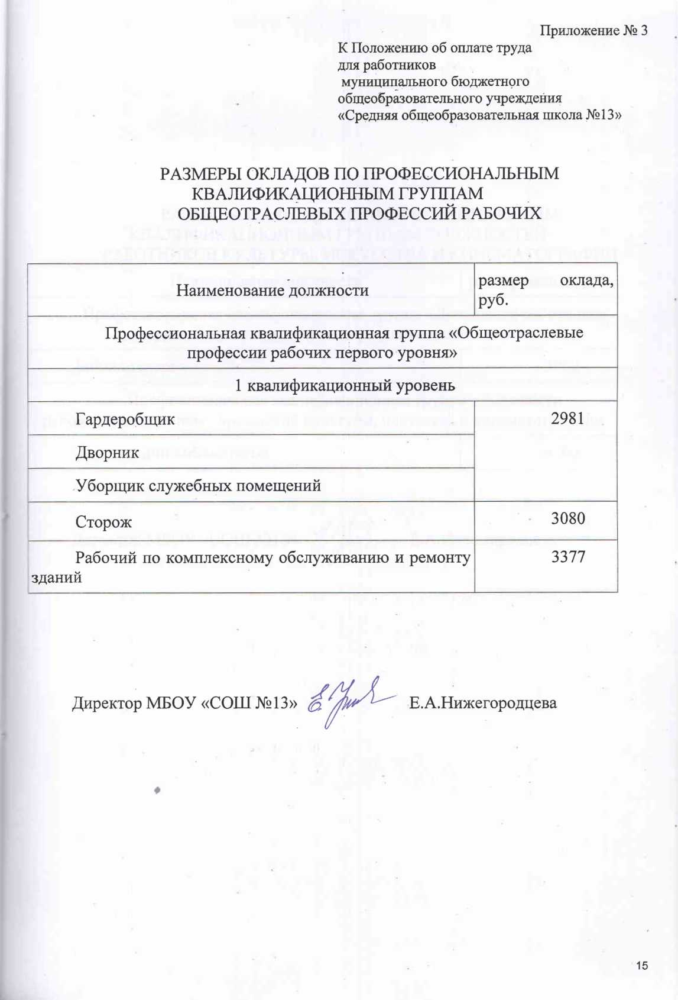 Приложение № 3
К Положению об оплате труда
для работников
муниципального бюджетного
общеобразовательного учреждения
«Средняя общеобразовательная школа №13»
РАЗМЕРЫ ОКЛАДОВ ПО ПРОФЕССИОНАЛЬНЫМ
КВАЛИФИКАЦИОННЫМ ГРУППАМ
ОБЩЕОТРАСЛЕВЫХ ПРОФЕССИЙ РАБОЧИХ
Наименование должности
размер оклада,
руб.
Профессиональная квалификационная группа «Общеотраслевые
профессии рабочих первого уровня»
1 квалификационный уровень
Гардеробщик 2981
Дворник
Уборщик служебных помещений
Сторож 3080
Рабочий по комплексному обслуживанию и ремонту 3377
зданий
Директор МБОУ «СОШ №13» Е.А.Нижегородцева
15